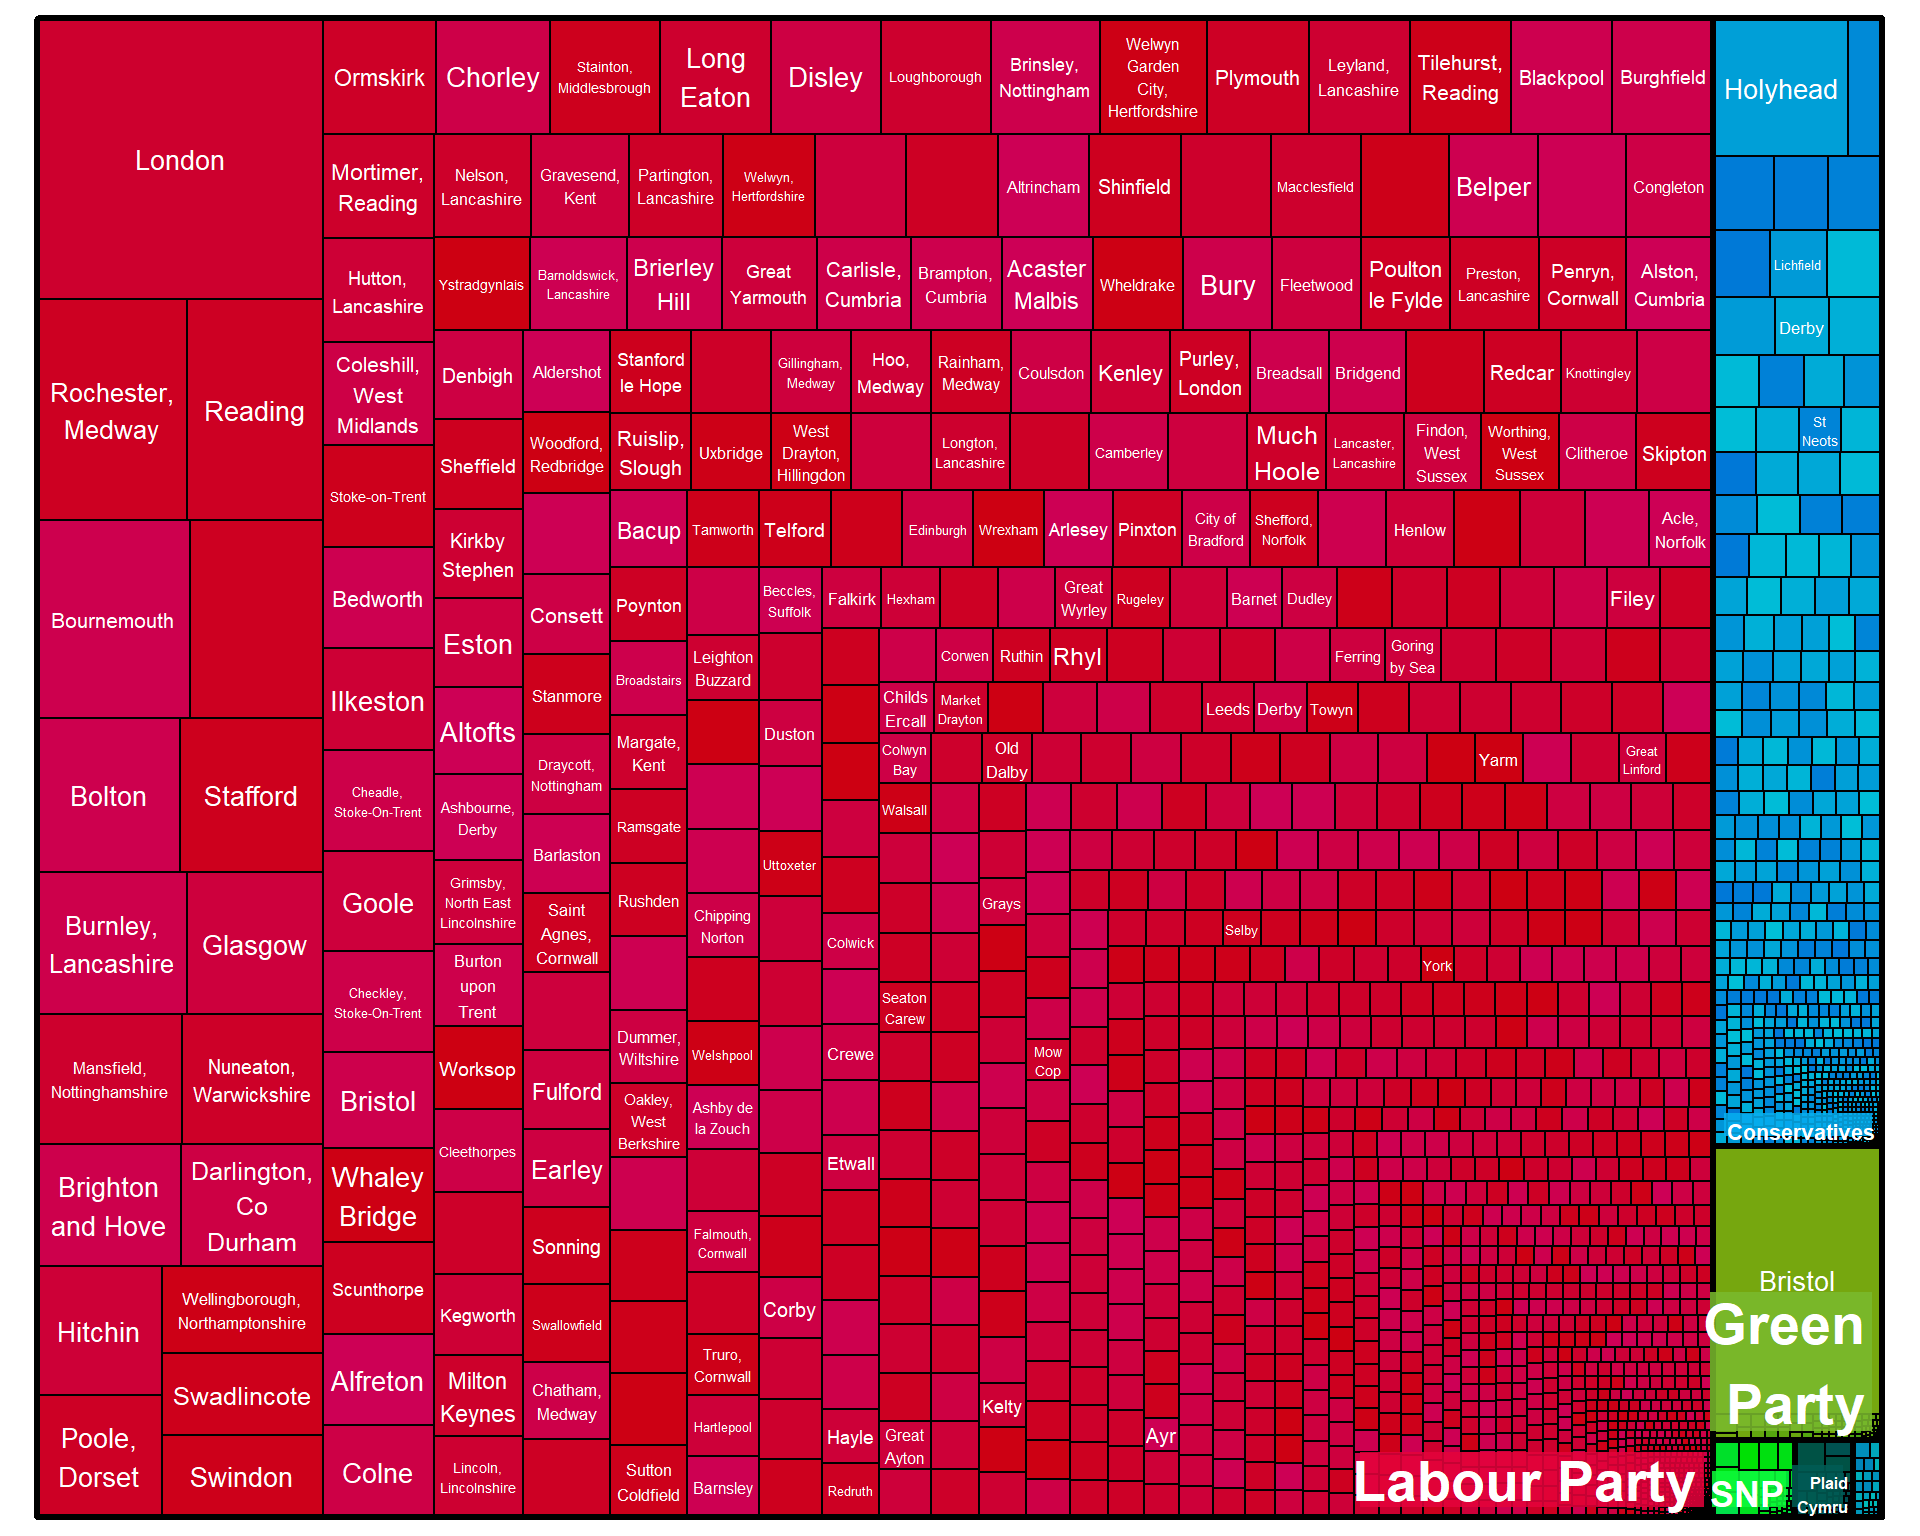 London
Ormskirk
Chorley
Stainton,
Middlesbrough
Long
Eaton
Disley
Loughborough
Brinsley,
Nottingham
Welwyn
Garden
City,
Hertfordshire
Plymouth
Leyland,
Lancashire
Tilehurst,
Reading
Blackpool
Burghfield
Holyhead
Mortimer,
Reading
Nelson,
Lancashire
Gravesend,
Kent
Partington,
Lancashire
Welwyn,
Hertfordshire
Altrincham
Shinfield
Macclesfield
Belper
Congleton
Hutton,
Lancashire
Ystradgynlais
Barnoldswick,
Lancashire
Brierley
Hill
Great
Yarmouth
Carlisle,
Cumbria
Brampton,
Cumbria
Acaster
Malbis
Wheldrake
Bury
Fleetwood
Poulton
le Fylde
Preston,
Lancashire
Penryn,
Cornwall
Alston,
Cumbria
Lichfield
Derby
Rochester,
Medway
Reading
Coleshill,
West
Midlands
Denbigh
Aldershot
Stanford
le Hope
Gillingham,
Medway
Hoo,
Medway
Rainham,
Medway
Coulsdon
Kenley
Purley,
London
Breadsall
Bridgend
Redcar
Knottingley
Sheffield
Woodford,
Redbridge
Ruislip,
Slough
Uxbridge
West
Drayton,
Hillingdon
Longton,
Lancashire
Camberley
Much
Hoole
Lancaster,
Lancashire
Findon,
West
Sussex
Worthing,
West
Sussex
Clitheroe
Skipton
St
Neots
Stoke-on-Trent
Kirkby
Stephen
Bacup
Tamworth
Telford
Edinburgh
Wrexham
Arlesey
Pinxton
City of
Bradford
Shefford,
Norfolk
Henlow
Acle,
Norfolk
Bournemouth
Bedworth
Eston
Consett
Poynton
Beccles,
Suffolk
Falkirk
Hexham
Great
Wyrley
Rugeley
Barnet
Dudley
Filey
Ilkeston
Altofts
Stanmore
Broadstairs
Leighton
Buzzard
Corwen
Ruthin
Rhyl
Ferring
Goring
by Sea
Margate,
Kent
Duston
Childs
Ercall
Market
Drayton
Leeds
Derby
Towyn
Colwyn
Bay
Old
Dalby
Yarm
Great
Linford
Bolton
Stafford
Cheadle,
Stoke-On-Trent
Ashbourne,
Derby
Draycott,
Nottingham
Ramsgate
Walsall
Barlaston
Uttoxeter
Burnley,
Lancashire
Glasgow
Goole
Grimsby,
North East
Lincolnshire
Saint
Agnes,
Cornwall
Rushden
Chipping
Norton
Colwick
Grays
Selby
York
Checkley,
Stoke-On-Trent
Burton
upon
Trent
Seaton
Carew
Mansfield,
Nottinghamshire
Nuneaton,
Warwickshire
Bristol
Worksop
Fulford
Dummer,
Wiltshire
Welshpool
Crewe
Mow
Cop
Oakley,
West
Berkshire
Ashby de
la Zouch
Conservatives
Brighton
and Hove
Darlington,
Co
Durham
Whaley
Bridge
Cleethorpes
Earley
Etwall
Sonning
Falmouth,
Cornwall
Hitchin
Wellingborough,
Northamptonshire
Scunthorpe
Kegworth
Swallowfield
Corby
Bristol
Green
Party
Swadlincote
Alfreton
Milton
Keynes
Chatham,
Medway
Truro,
Cornwall
Hartlepool
Hayle
Great
Ayton
Kelty
Ayr
Poole,
Dorset
Swindon
Colne
Lincoln,
Lincolnshire
Sutton
Coldfield
Barnsley
Redruth
Labour Party
SNP
Plaid
Cymru